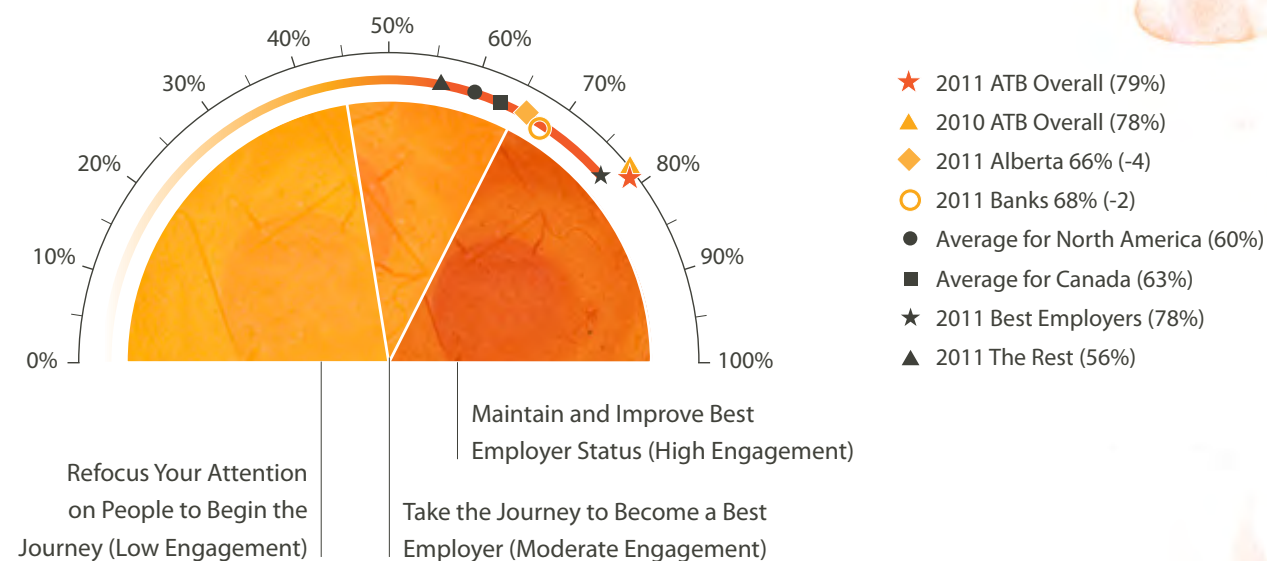 0%
10%
20%
30%
40%
50%
60%
70%
80%
90%
100%
2011 ATB Overall (79%)
2010 ATB Overall (78%)
2011 Alberta 66% (-4)
2011 Banks 68% (-2)
Average for North America (60%)
Average for Canada (63%)
2011 Best Employers (78%)
2011 The Rest (56%)
Refocus Your Attention
on People to Begin the
Journey (Low Engagement)
Take the Journey to Become a Best
Employer (Moderate Engagement)
Maintain and Improve Best
Employer Status (High Engagement)